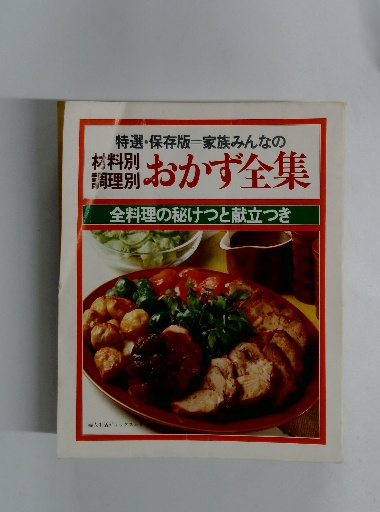 特選・保存版=家族みんなの
材料別
調理別
おかず全集
全料理の秘けつと献立つき